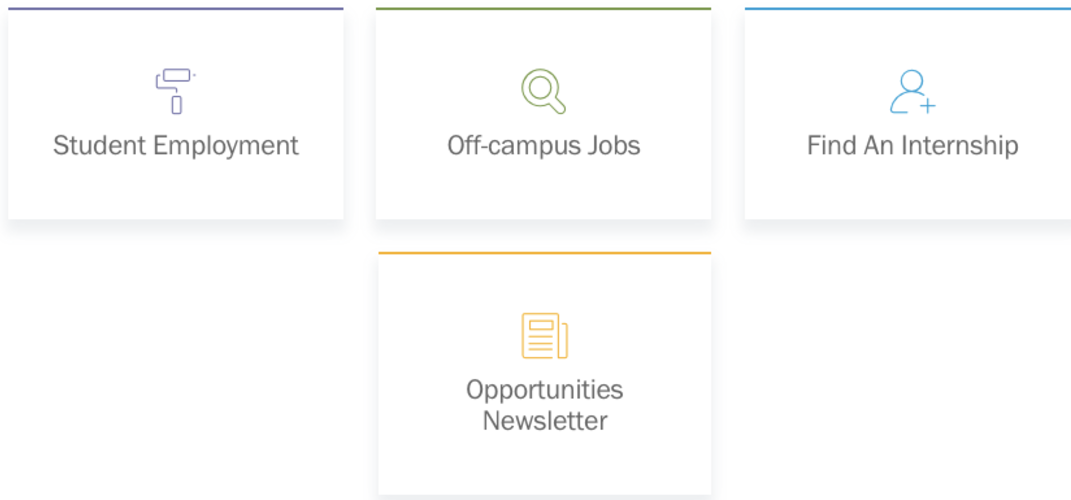 Student Employment
Off-campus Jobs
Find An Internship
Opportunities
Newsletter